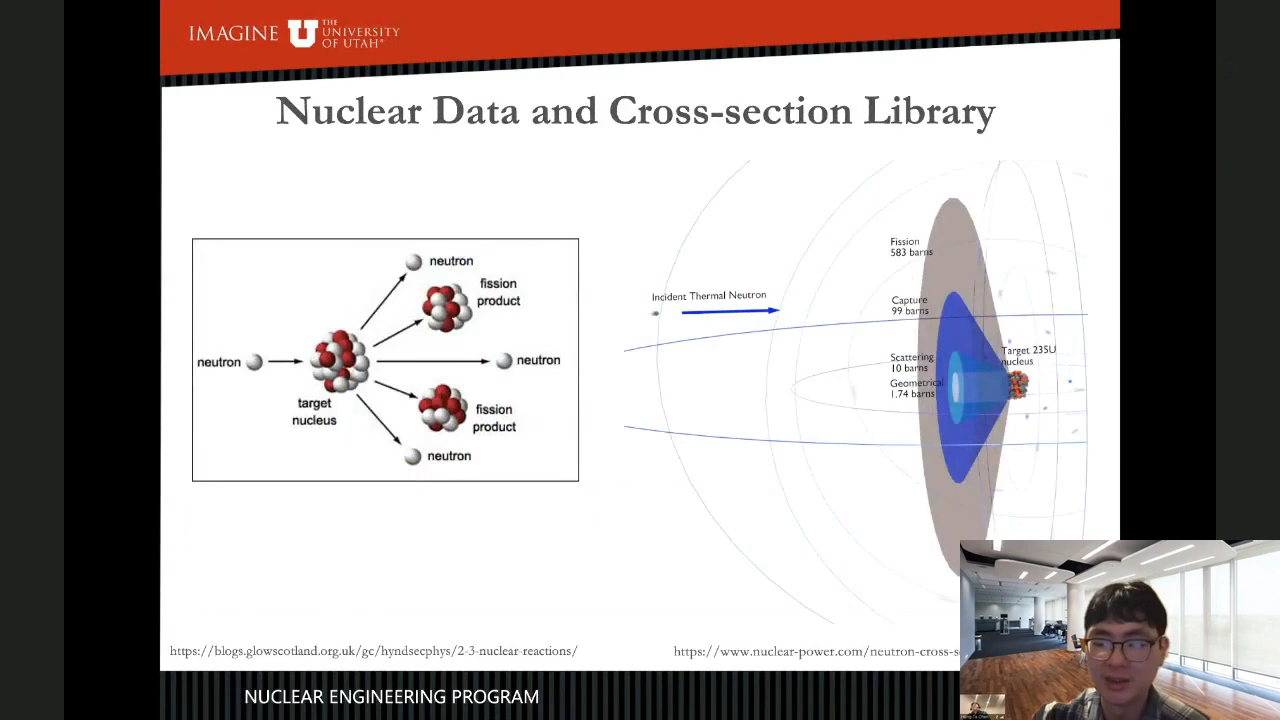 IMAGINE
THE
UNIVERSITY
OF UTAH®
Nuclear Data and Cross-section Library
neutron
fission
product
neutron
neutron
target
nucleus
fission
product
neutron
Fission
583 barns
Incident Thermal Neutron
Capture
99 barns
Target 235U
nucleus
Scattering
10 barns
Geometrical
1.74 barns
https://blogs.glowscotland.org.uk/gc/hyndsecphys/2-3-nuclear-reactions/
https://www.nuclear-power.com/neutron-cross-s
NUCLEAR ENGINEERING PROGRAM